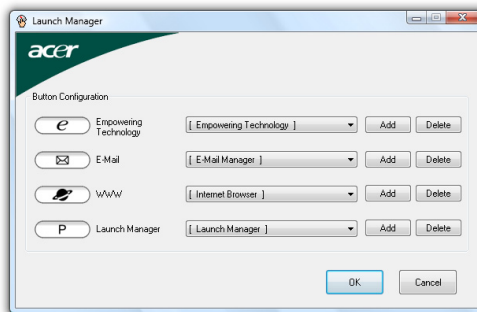 Launch Manager
acer
Button Configuration
e Empowering Technology [ Empowering Technology ] Add Delete
E-Mail [ E-Mail Manager ] Add Delete
WWW [ Internet Browser ] Add Delete
P Launch Manager [ Launch Manager ] Add Delete
OK Cancel